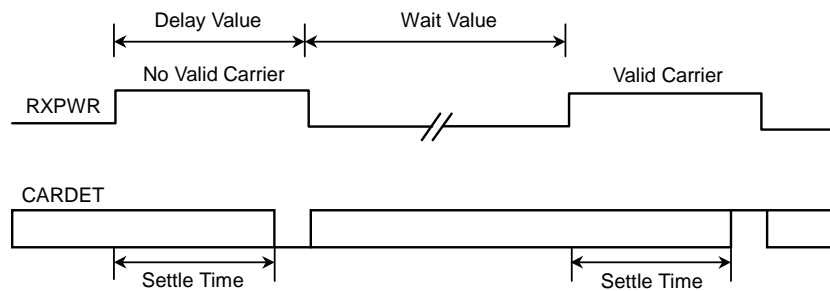 Delay Value
Wait Value
No Valid Carrier
Valid Carrier
RXPWR
CARDET
Settle Time
Settle Time